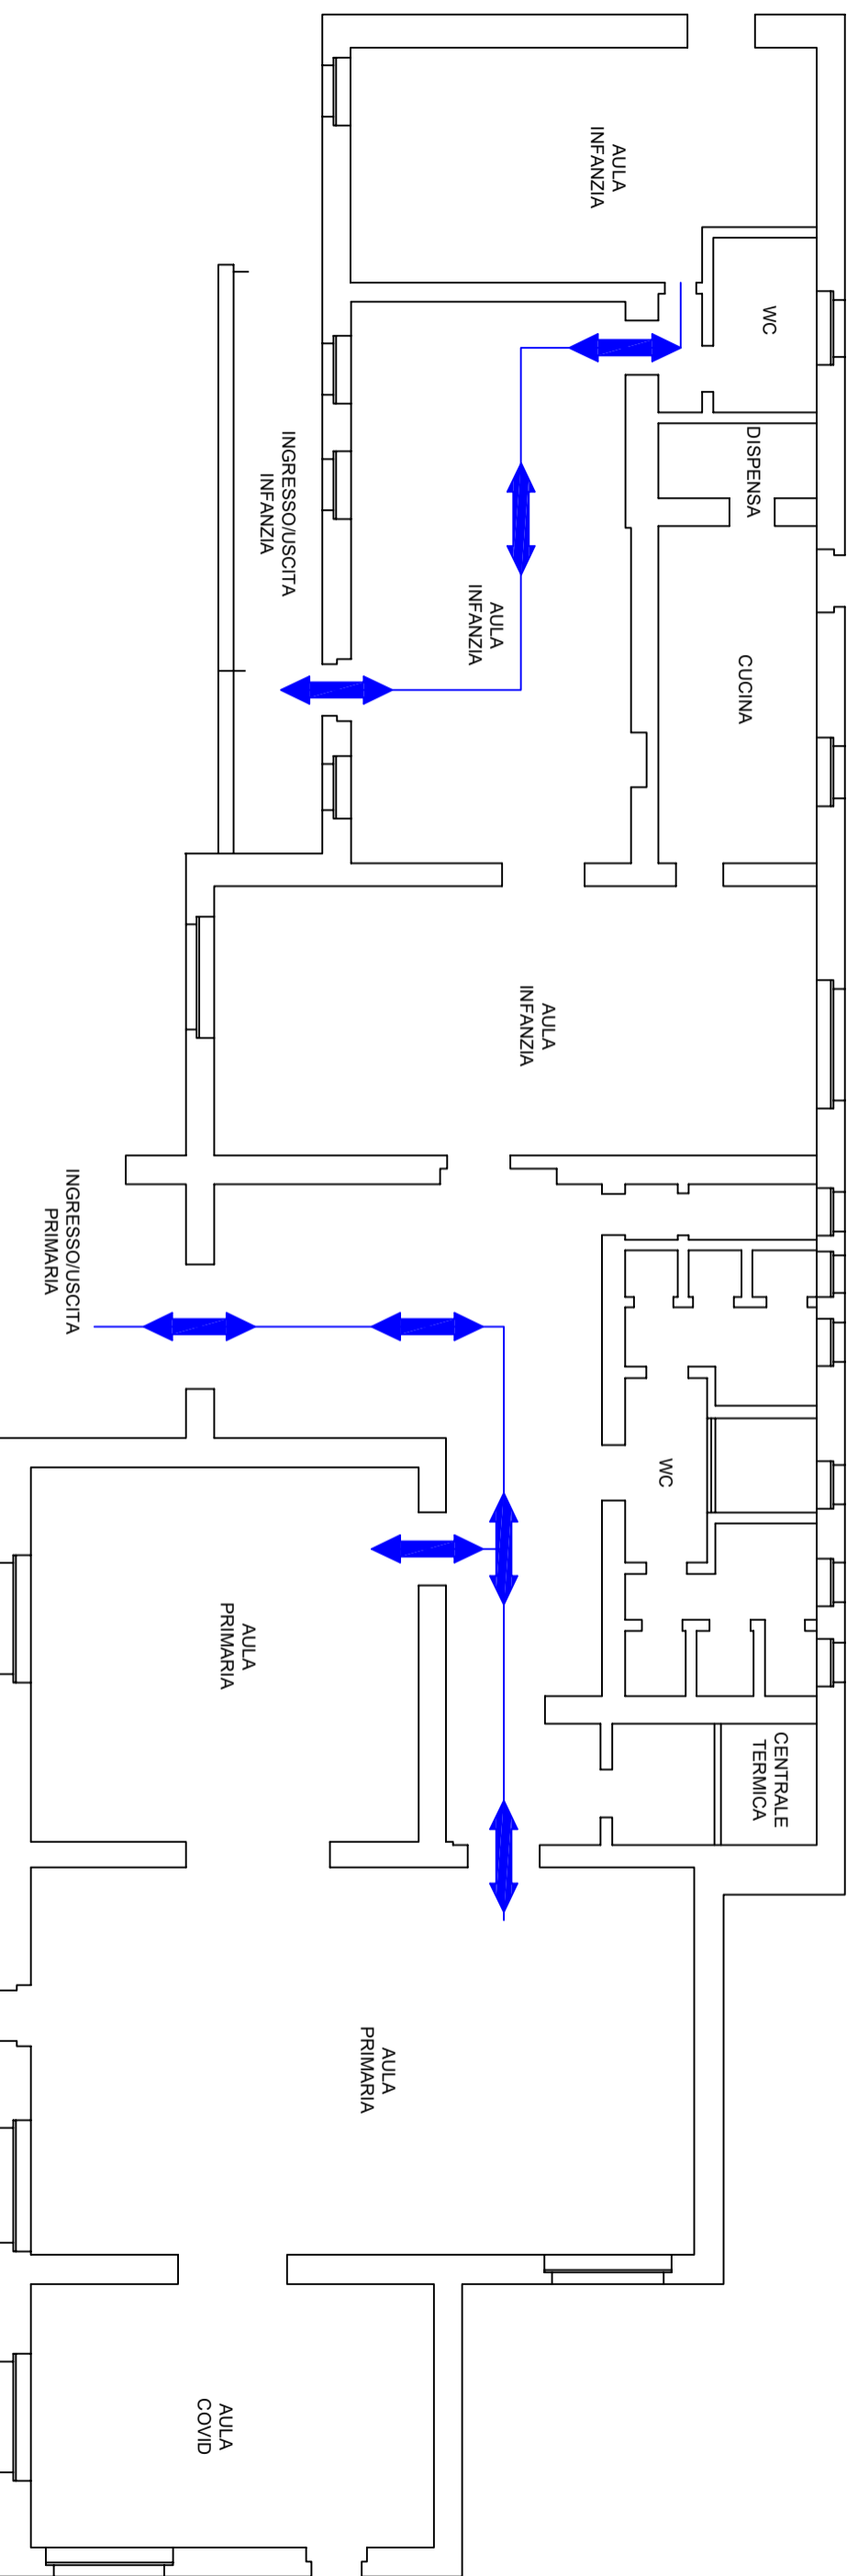 AULA
INFANZIA
WC
DISPENSA
INGRESSO/USCITA
INFANZIA
AULA
INFANZIA
CUCINA
AULA
INFANZIA
INGRESSO/USCITA
PRIMARIA
WC
AULA
PRIMARIA
CENTRALE
TERMICA
AULA
PRIMARIA
AULA
COVID